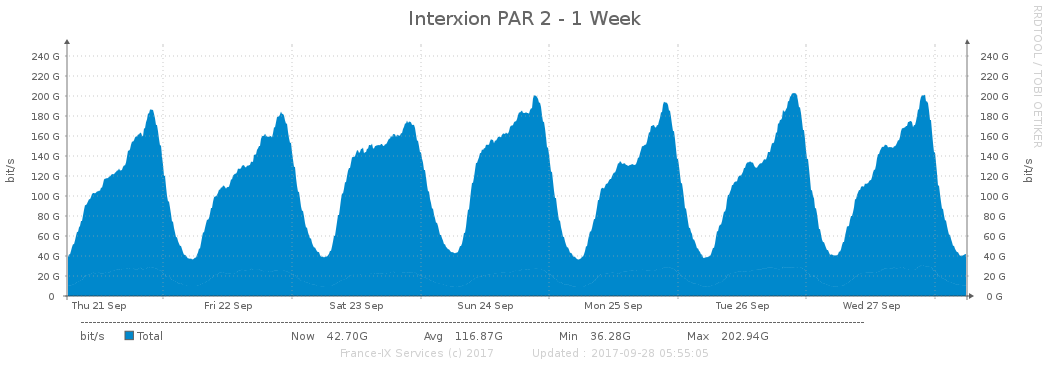 Interxion PAR 2 - 1 Week
RRDTOOL / TOBI OETIKER
bit/s
240 G 240 G
220 G 220 G
200 G 200 G
180 G 180 G
160 G 160 G
140 G 140 G
120 G 120 G
100 G 100 G
80 G 80 G
60 G 60 G
40 G 40 G
20 G 20 G
0 0 G
bit/s
Thu 21 Sep Fri 22 Sep Sat 23 Sep Sun 24 Sep Mon 25 Sep Tue 26 Sep Wed 27 Sep
bit/s Total Now 42.70G Avg 116.87G Min 36.28G Max 202.94G
France-IX Services (c) 2017 Updated : 2017-09-28 05:55:05